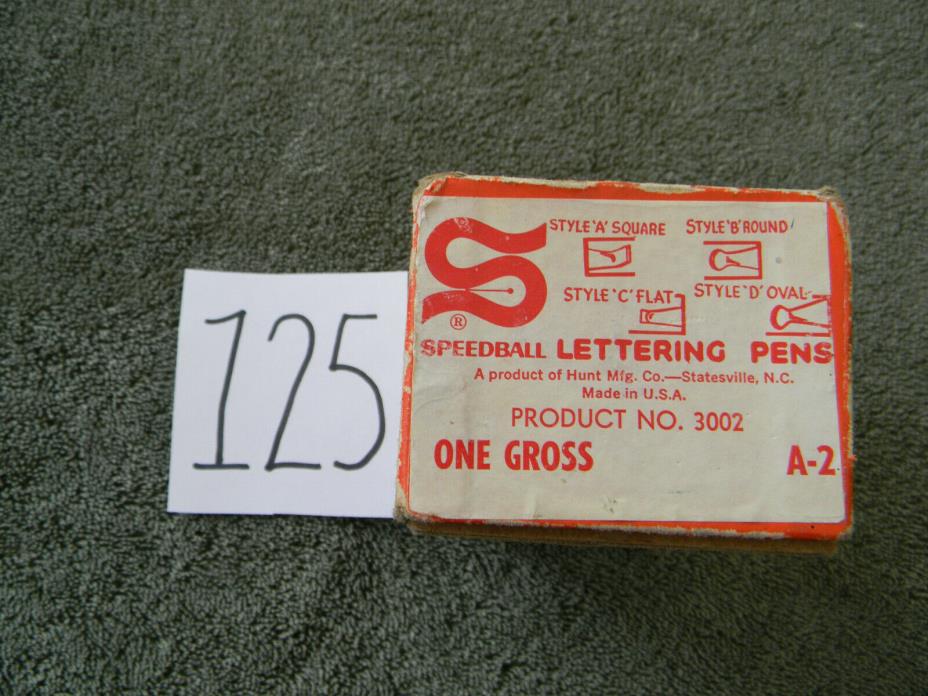 125
STYLE 'A' SQUARE
STYLE 'B' ROUND
STYLE 'C' FLAT
STYLE 'D' OVAL
®
SPEEDBALL LETTERING PENS
A product of Hunt Mfg. Co.—Statesville, N.C.
Made in U.S.A.
PRODUCT NO. 3002
ONE GROSS A-2